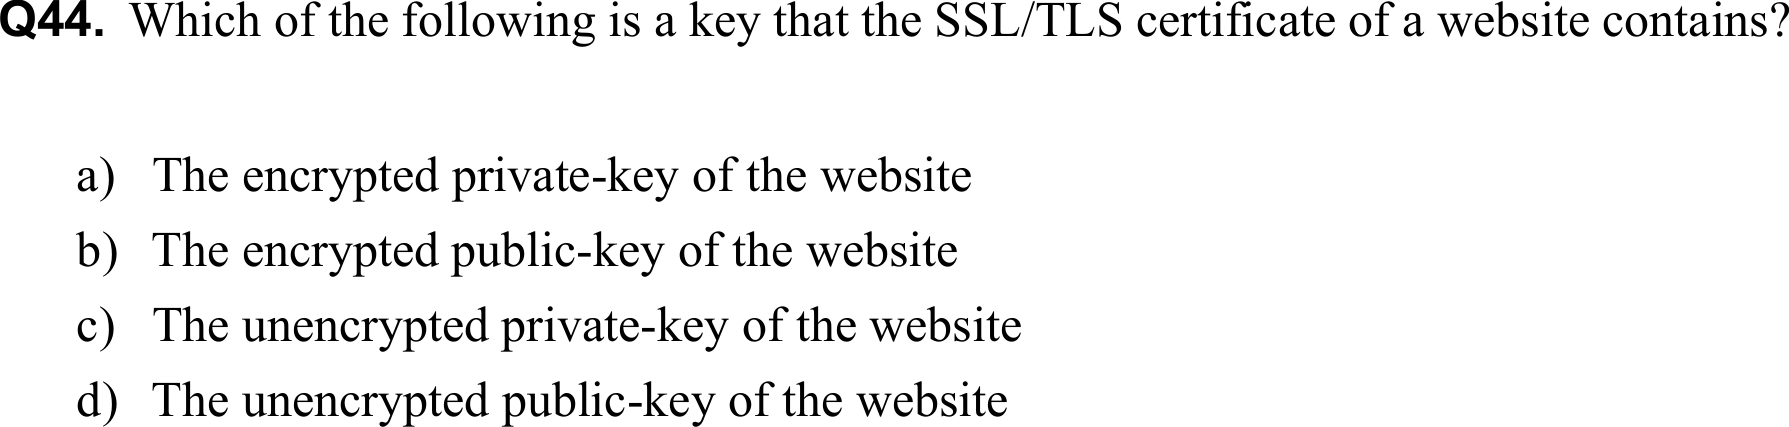 Q44. Which of the following is a key that the SSL/TLS certificate of a website contains?
a) The encrypted private-key of the website
b) The encrypted public-key of the website
c) The unencrypted private-key of the website
d) The unencrypted public-key of the website